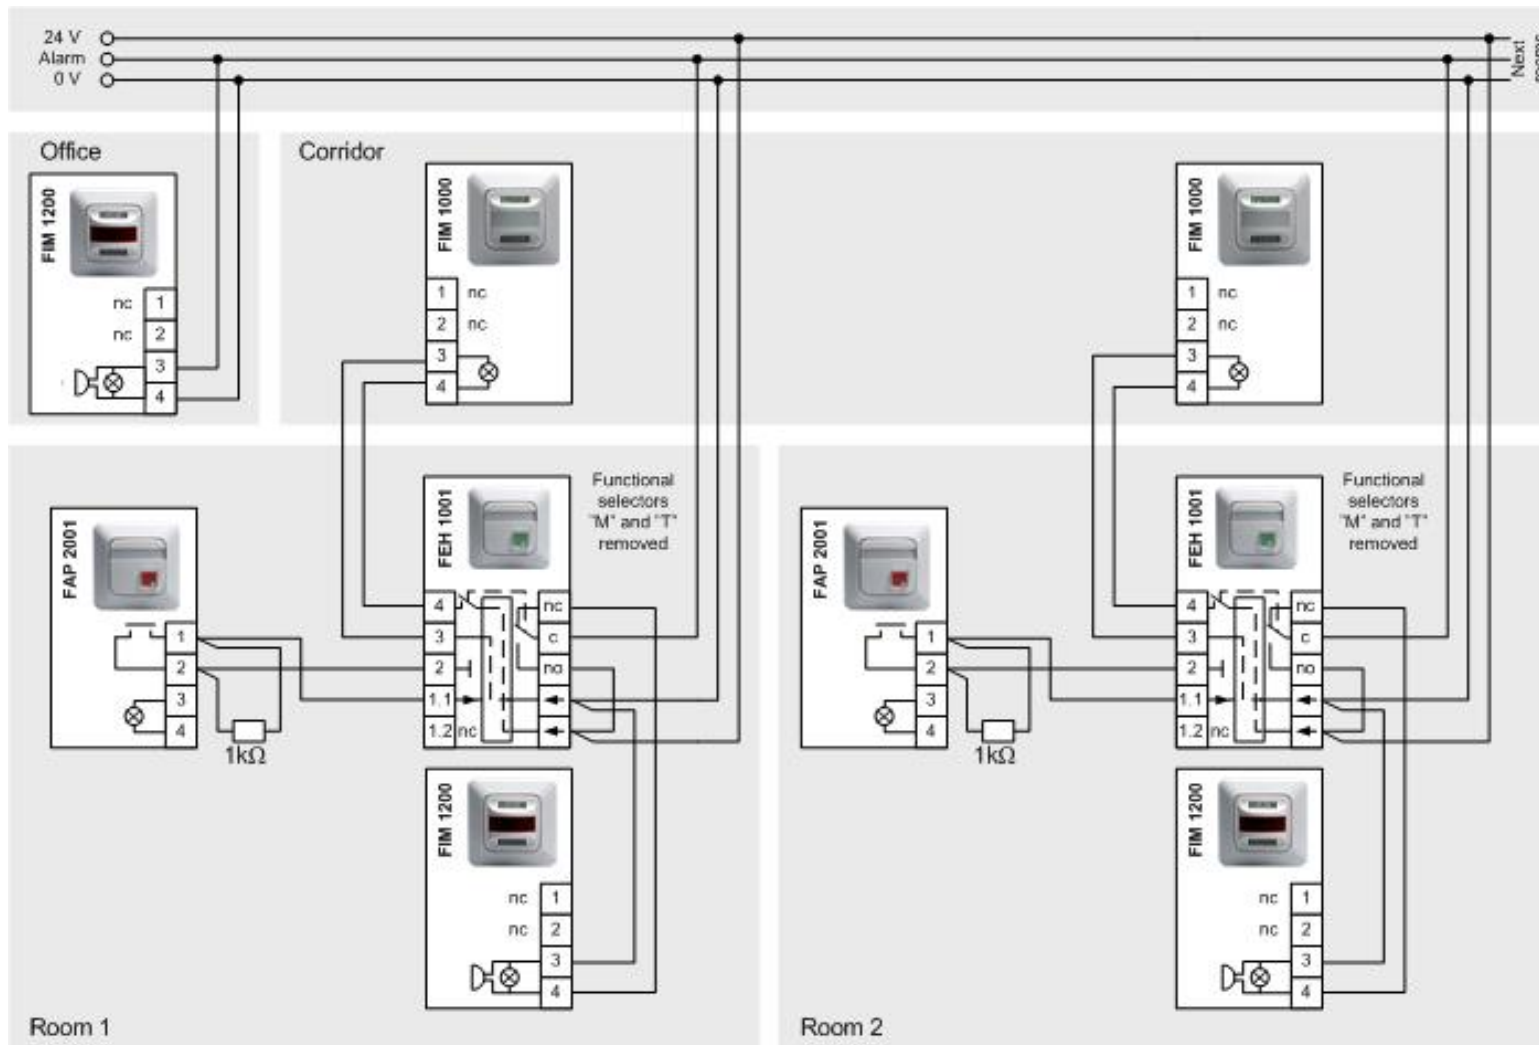 24 V
Alarm
0 V
Next
rooms
Office
FIM 1200
nc 1
nc 2
3
4
Corridor
FIM 1000
1 nc
2 nc
3
4
FIM 1000
1 nc
2 nc
3
4
FAP 2001
1
2
3
4
1kΩ
FEH 1001
Functional
selectors
"M" and "T"
removed
4 nc
3 c
2 no
1.1
1.2 nc
FIM 1200
nc 1
nc 2
3
4
Room 1
FAP 2001
1
2
3
4
1kΩ
FEH 1001
Functional
selectors
"M" and "T"
removed
4 nc
3 c
2 no
1.1
1.2 nc
FIM 1200
nc 1
nc 2
3
4
Room 2